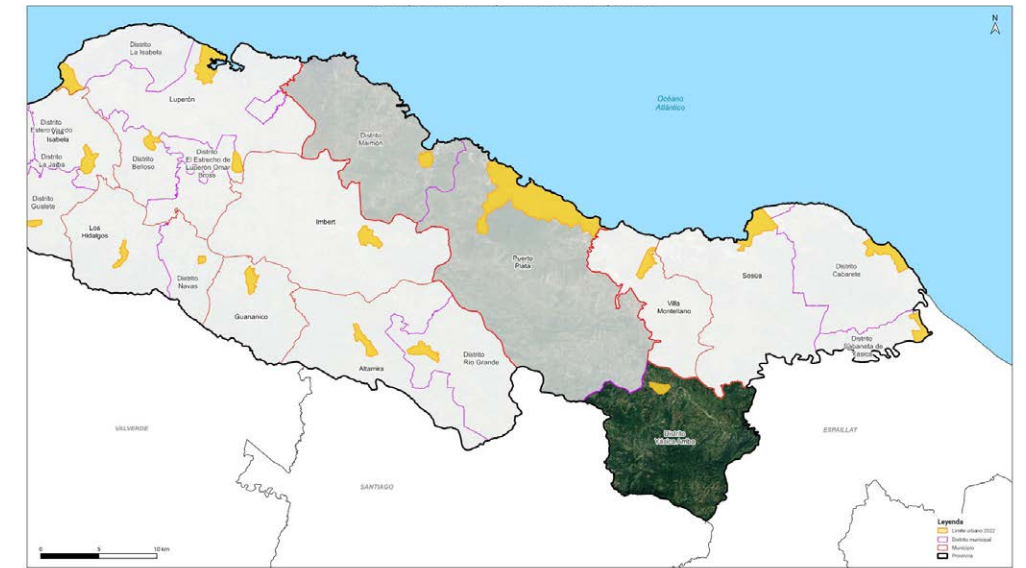 N
Océano
Atlántico
Distrito
La Isabela
Luperón
Distrito
Estero Hondo
Villa
Isabela
Distrito
La Jaiba
Distrito
Belloso
Distrito
El Estrecho de
Luperón Omar
Bross
Distrito
Gualete
Los
Hidalgos
Distrito
Navas
Guananico
Imbert
Distrito
Maimón
Puerto
Plata
Altamira
Distrito
Río Grande
Villa
Montellano
Sosúa
Distrito
Cabarete
Distrito
Sabaneta de
Yásica
Distrito
Yásica Arriba
VALVERDE
SANTIAGO
ESPAILLAT
0 5 10 km
Leyenda
Límite urbano 2022
Distrito municipal
Municipio
Provincia